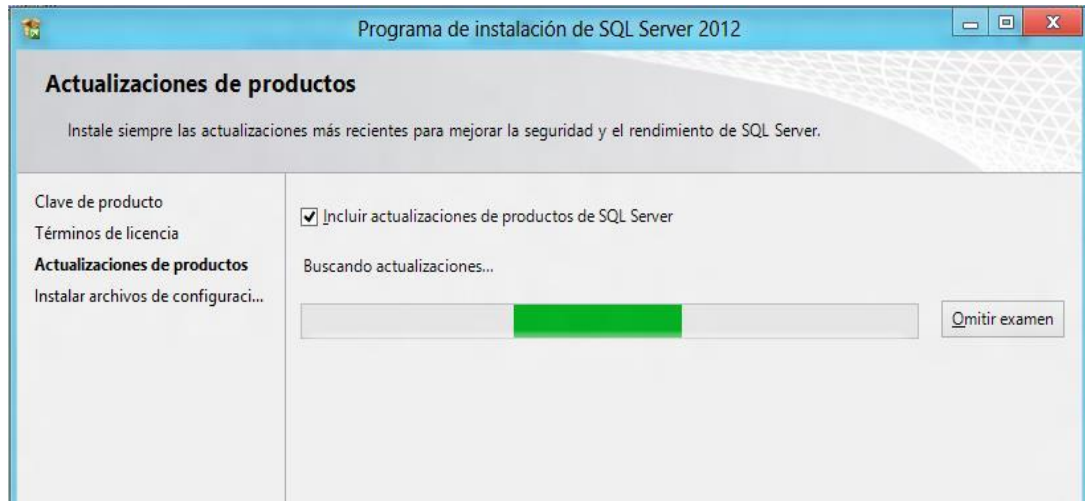 Programa de instalación de SQL Server 2012
Actualizaciones de productos
Instale siempre las actualizaciones más recientes para mejorar la seguridad y el rendimiento de SQL Server.
Clave de producto
Términos de licencia
Actualizaciones de productos
Instalar archivos de configuraci...
Incluir actualizaciones de productos de SQL Server
Buscando actualizaciones...
Omitir examen